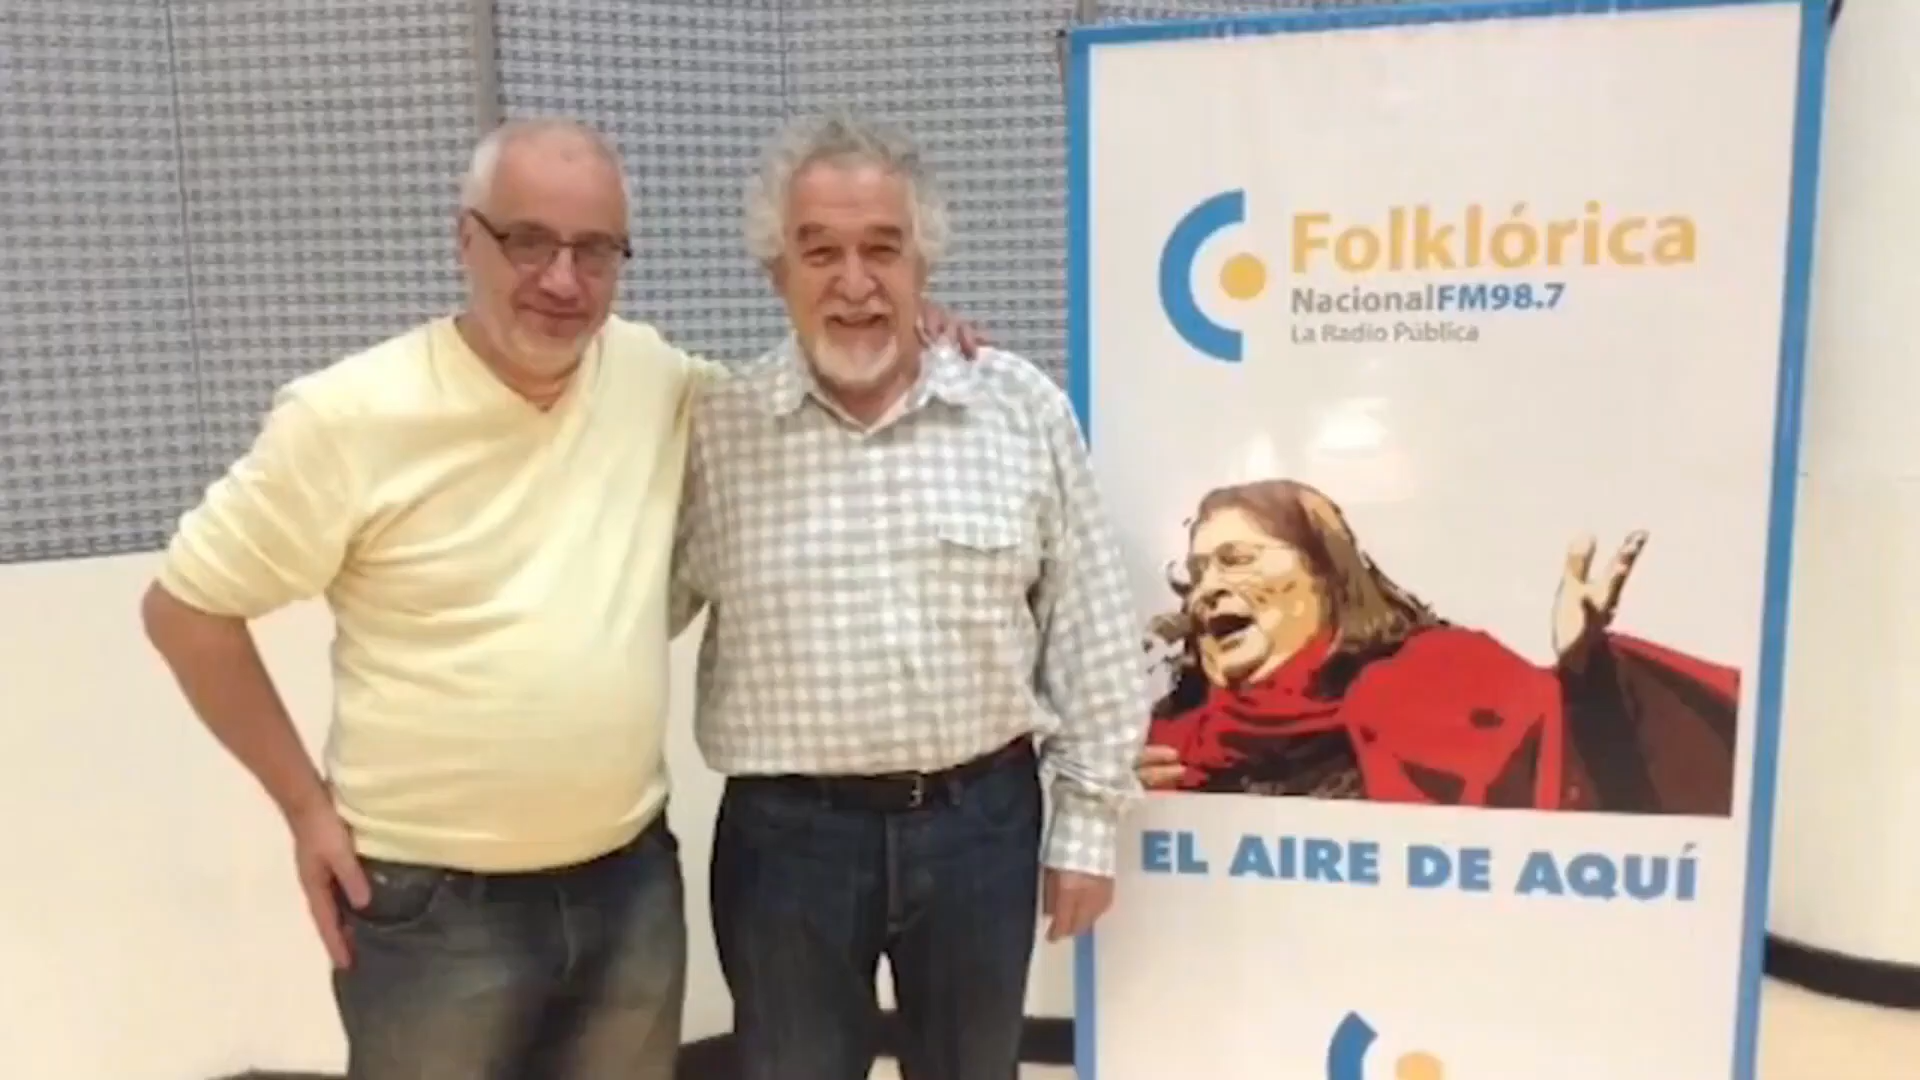 Folklórica
NacionalFM98.7
La Radio Pública
EL AIRE DE AQUÍ